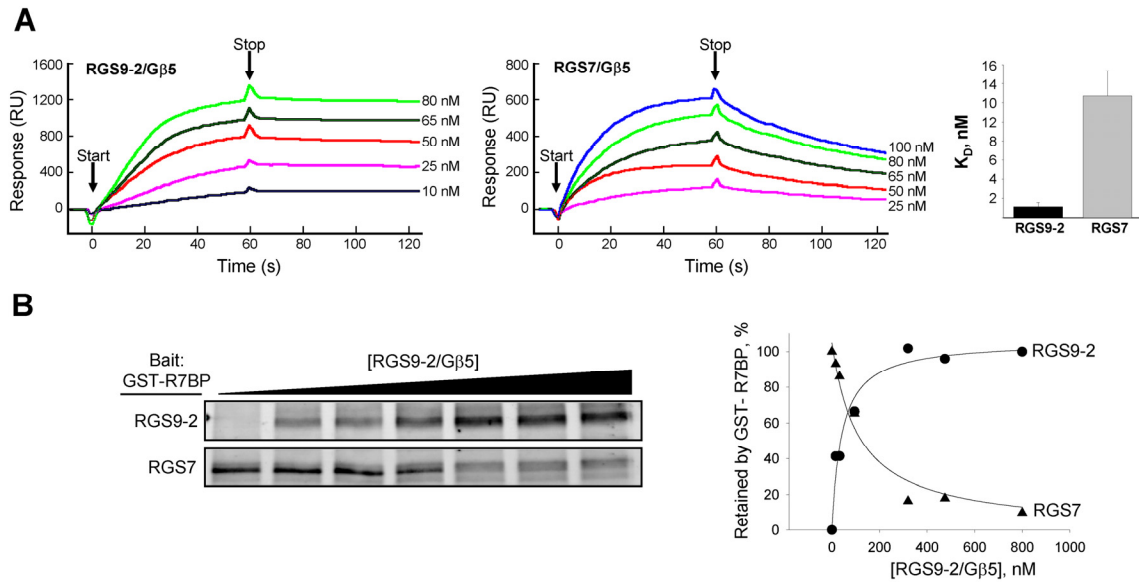 A
Stop
RGS9-2/Gβ5
Response (RU)
1600
1200
800
400
0
Start
80 nM
65 nM
50 nM
25 nM
10 nM
0 20 40 60 80 100 120
Time (s)
Stop
RGS7/Gβ5
Response (RU)
800
600
400
200
0
Start
100 nM
80 nM
65 nM
50 nM
25 nM
0 20 40 60 80 100 120
Time (s)
K_D, nM
16
10
12
8
6
4
2
RGS9-2 RGS7
B
Bait:
GST-R7BP
[RGS9-2/Gβ5]
RGS9-2
RGS7
Retained by GST- R7BP, %
100
80
60
40
20
0
RGS9-2
RGS7
0 200 400 600 800 1000
[RGS9-2/Gβ5], nM